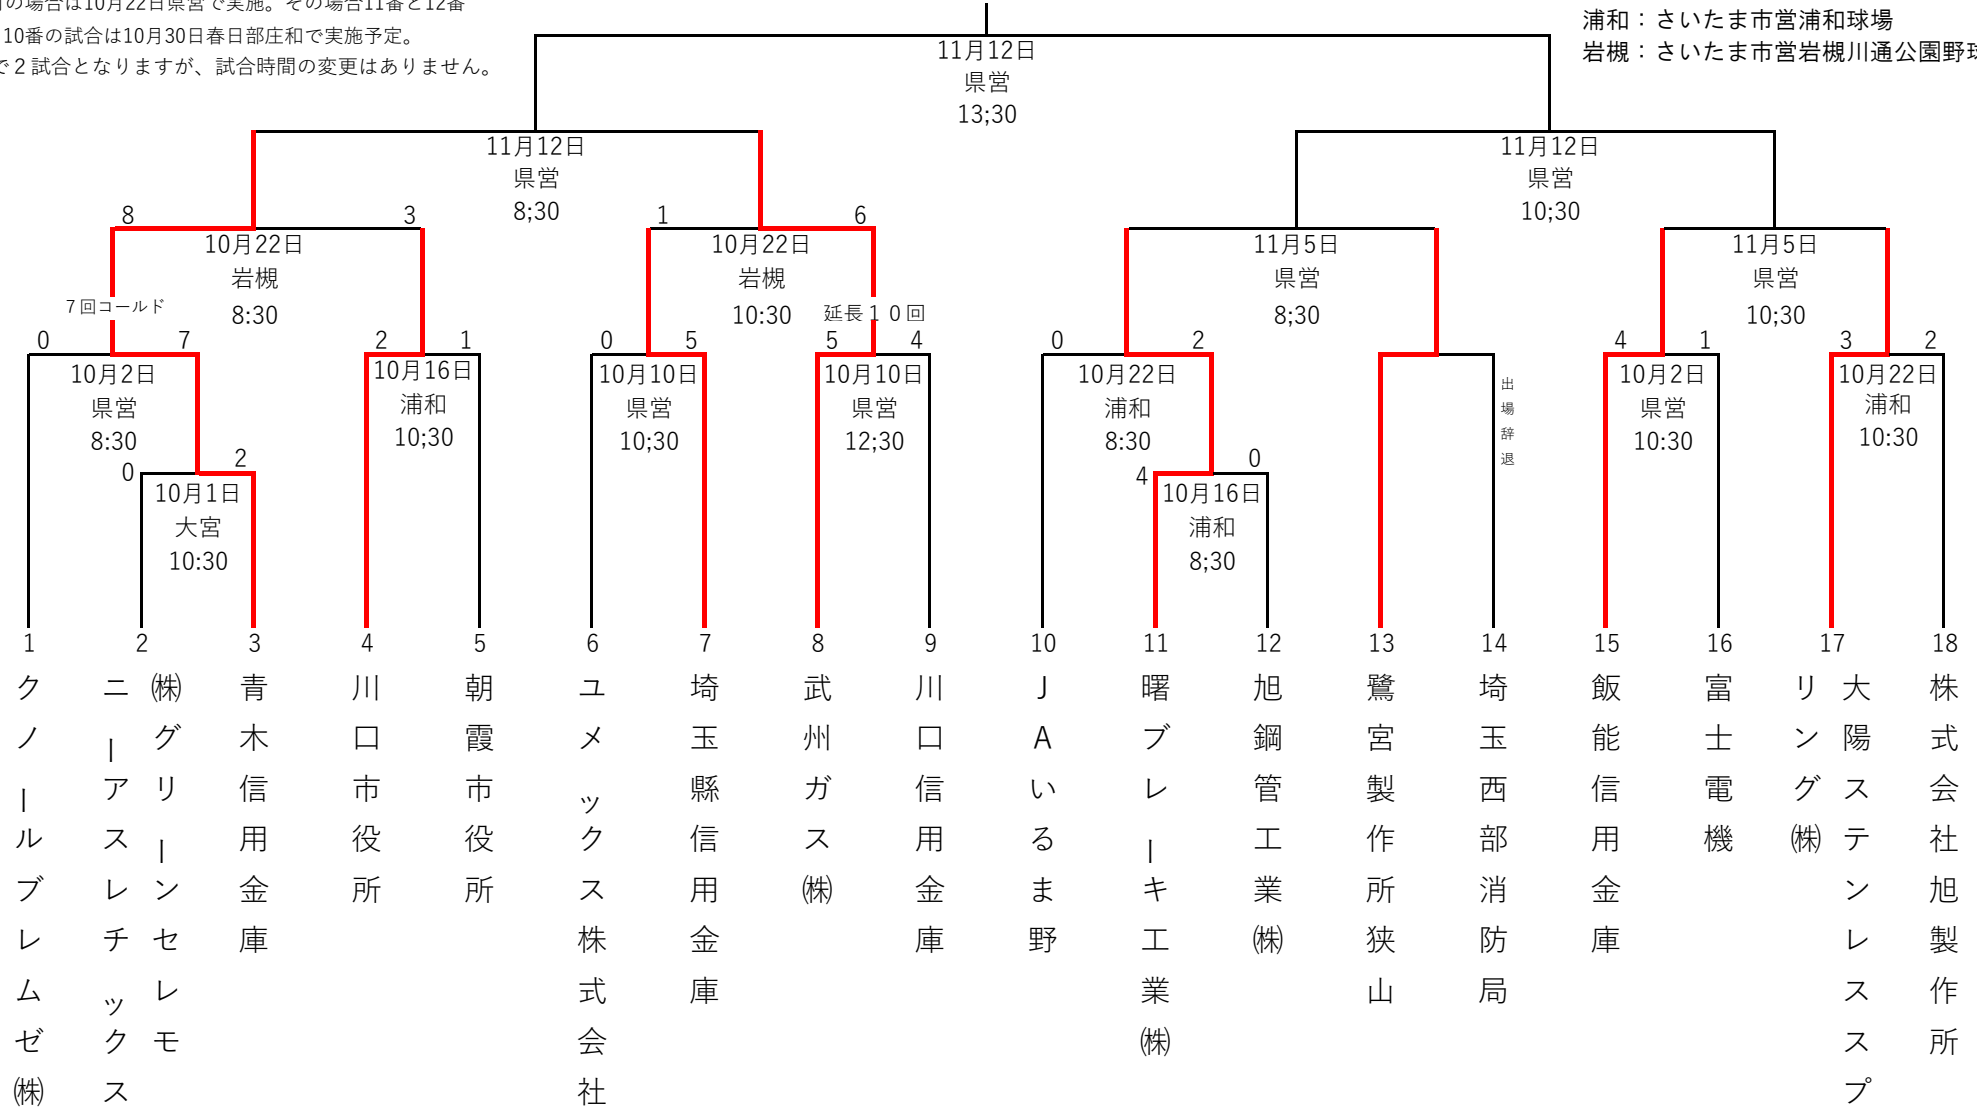 の場合は10月22日県営で実施。その場合11番と12番
10番の試合は10月30日春日部庄和で実施予定。
で２試合となりますが、試合時間の変更はありません。
浦和：さいたま市営浦和球場
岩槻：さいたま市営岩槻川通公園野球
11月12日
県営
13;30
11月12日
県営
8;30
11月12日
県営
10;30
8 3
10月22日
岩槻
8:30
1 6
10月22日
岩槻
10:30
11月5日
県営
8;30
11月5日
県営
10;30
７回コールド
延長１０回
0 7
10月2日
県営
8:30
2 1
10月16日
浦和
10;30
0 5
10月10日
県営
10;30
5 4
10月10日
県営
12;30
0 2
10月22日
浦和
8:30
出場辞退
4 1
10月2日
県営
10:30
3 2
10月22日
浦和
10:30
0 2
10月1日
大宮
10:30
4 0
10月16日
浦和
8;30
1 2 3 4 5 6 7 8 9 10 11 12 13 14 15 16 17 18
クノールブレムゼ㈱
㈱グリーンセレモ
ニーアスレチックス
青木信用金庫
川口市役所
朝霞市役所
ユメックス株式会社
埼玉縣信用金庫
武州ガス㈱
川口信用金庫
ＪＡいるま野
曙ブレーキ工業㈱
旭鋼管工業㈱
鷺宮製作所狭山
埼玉西部消防局
飯能信用金庫
富士電機
大陽ステンレススプ
リング㈱
株式会社旭製作所